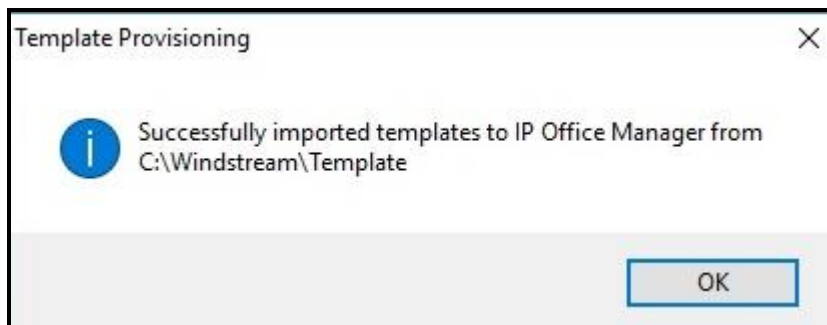 Template Provisioning
Successfully imported templates to IP Office Manager from
C:\Windstream\Template
OK